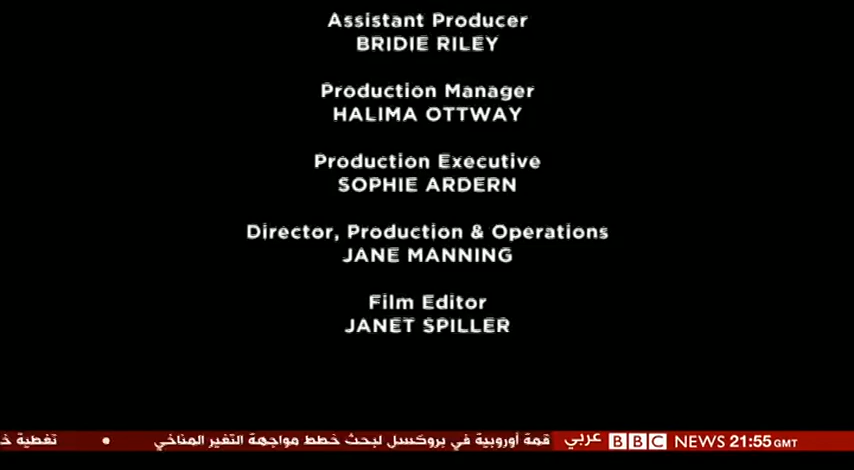 Assistant Producer
BRIDIE RILEY
Production Manager
HALIMA OTTWAY
Production Executive
SOPHIE ARDERN
Director, Production & Operations
JANE MANNING
Film Editor
JANET SPILLER
عربي BBC NEWS 21:55 GMT
قمة أوروبية في بروكسل لبحث خطط مواجهة التغير المناخي • تغطية